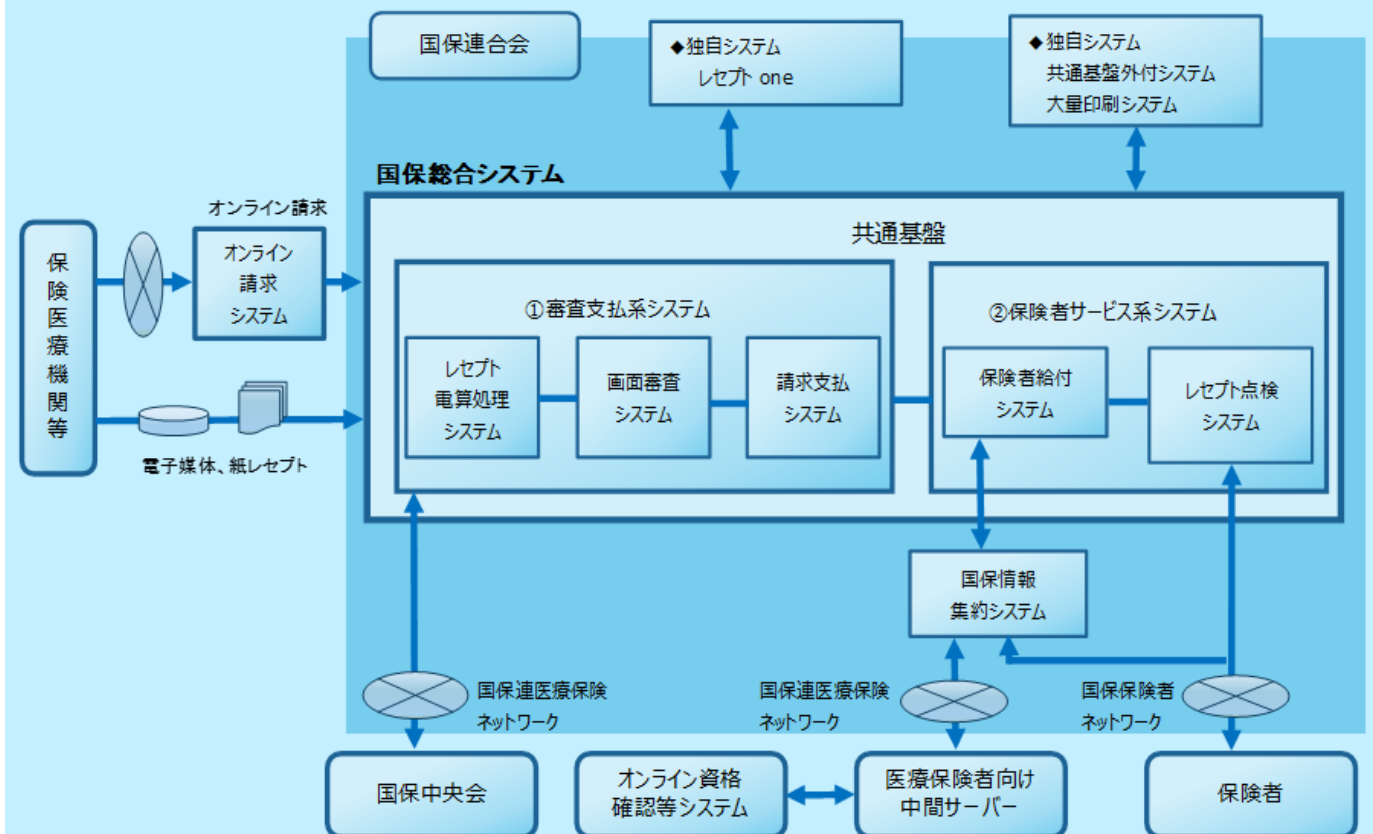 国保連合会
◆独自システム
レセプト one
◆独自システム
共通基盤外付システム
大量印刷システム
国保総合システム
オンライン請求
保険医療機関等
オンライン
請求
システム
共通基盤
①審査支払系システム
②保険者サービス系システム
レセプト
電算処理
システム
画面審査
システム
請求支払
システム
保険者給付
システム
レセプト点検
システム
電子媒体、紙レセプト
国保情報
集約システム
国保連医療保険
ネットワーク
国保連医療保険
ネットワーク
国保保険者
ネットワーク
国保中央会
オンライン資格
確認等システム
医療保険者向け
中間サーバー
保険者